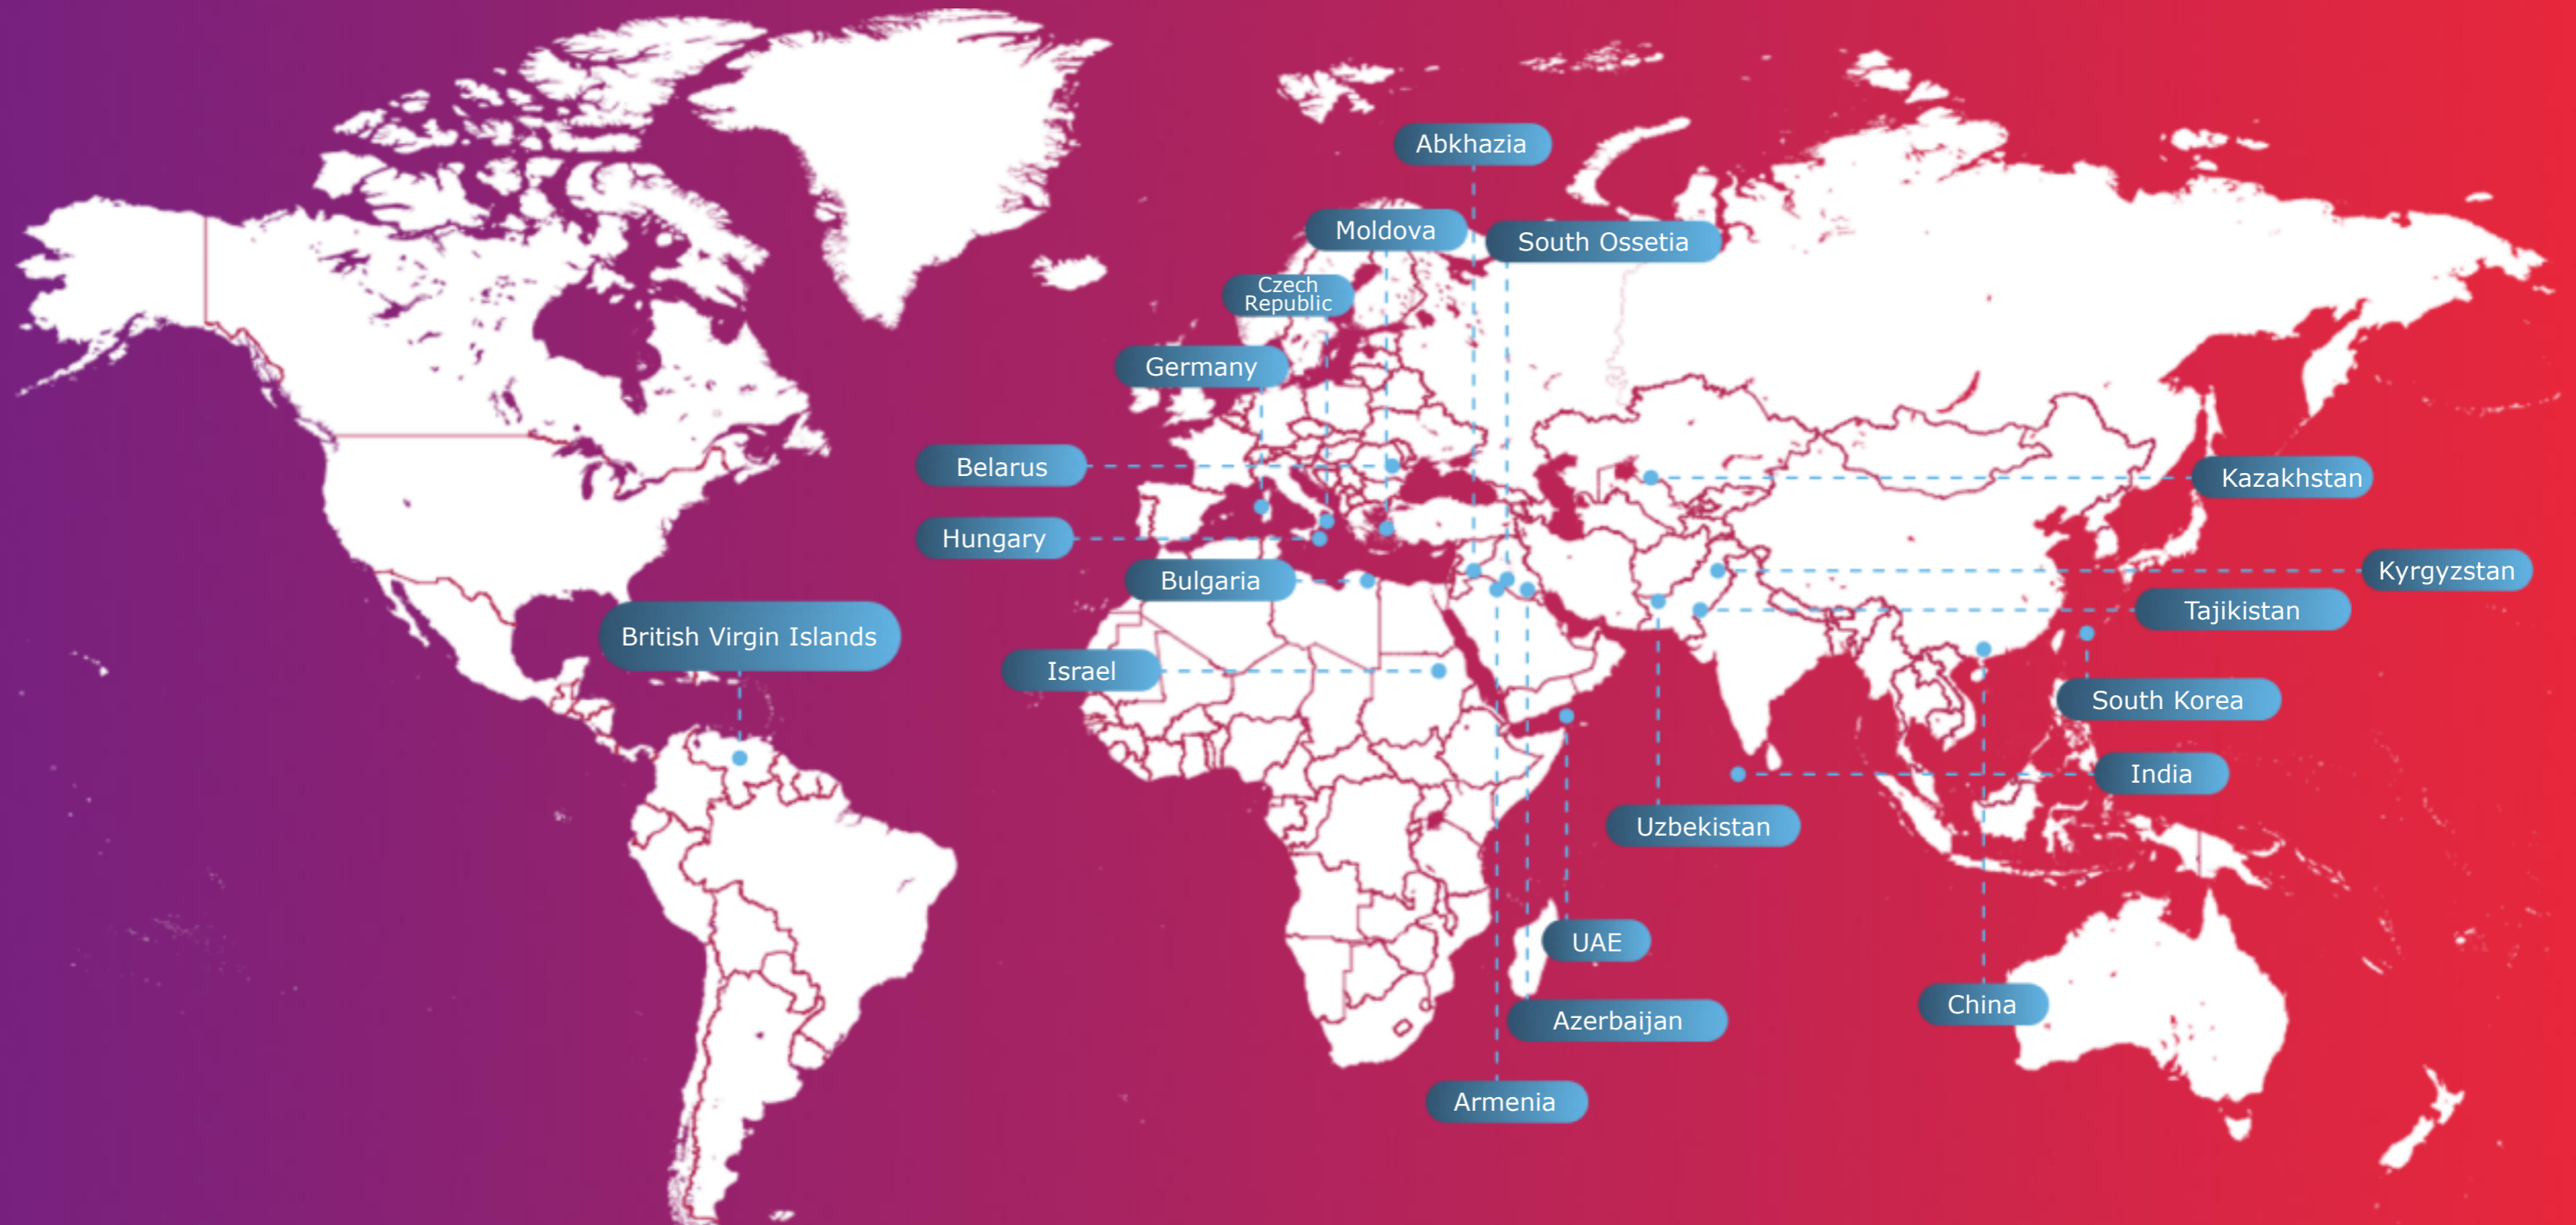 Abkhazia
Moldova
South Ossetia
Czech
Republic
Germany
Belarus
Kazakhstan
Hungary
Kyrgyzstan
Bulgaria
Tajikistan
British Virgin Islands
Israel
South Korea
India
Uzbekistan
UAE
China
Azerbaijan
Armenia